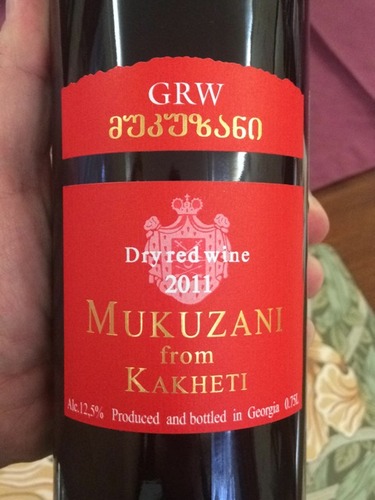 GRW
მუკუზანი
Dry red wine
2011
MUKUZANI
from
KAKHETI
Alc.12,5% Produced and bottled in Georgia 0.75L